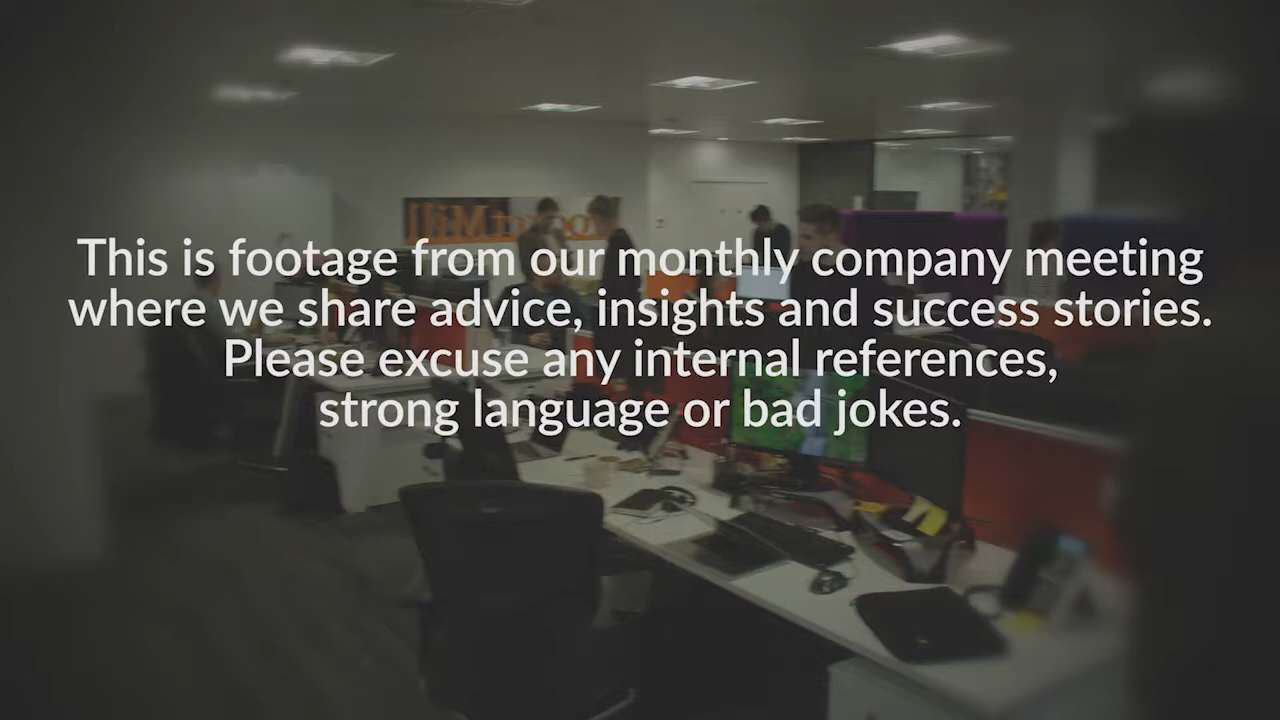 This is footage from our monthly company meeting
where we share advice, insights and success stories.
Please excuse any internal references,
strong language or bad jokes.